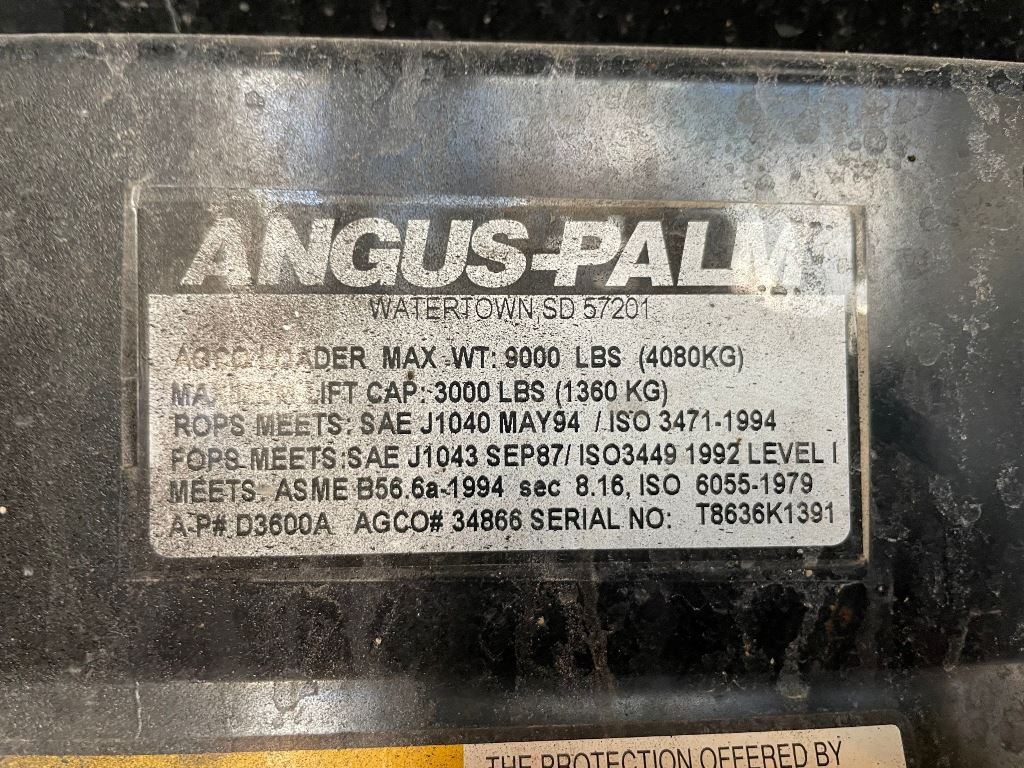 ANGUS-PALM
WATERTOWN SD 57201
AGCO LOADER MAX WT: 9000 LBS (4080KG)
LIFT CAP: 3000 LBS (1360 KG)
ROPS MEETS: SAE J1040 MAY94 / ISO 3471-1994
FOPS MEETS:SAE J1043 SEP87/ ISO3449 1992 LEVEL I
MEETS: ASME B56.6a-1994 sec 8.16, ISO 6055-1979
A-P# D3600A AGCO# 34866 SERIAL NO: T8636K1391
THE PROTECTION OFFERED BY